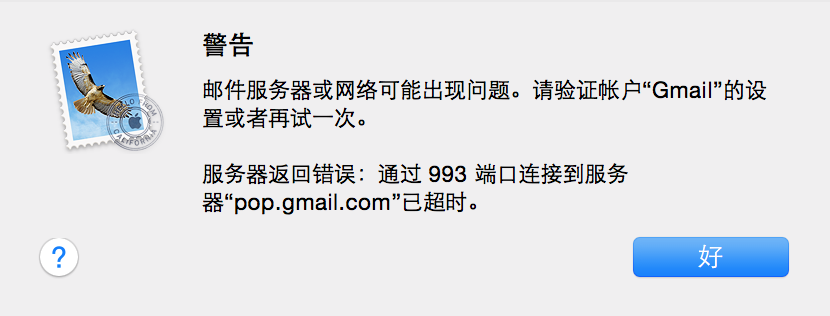 警告
邮件服务器或网络可能出现问题。请验证帐户“Gmail”的设
置或者再试一次。
服务器返回错误：通过 993 端口连接到服务
器“pop.gmail.com”已超时。
?
好